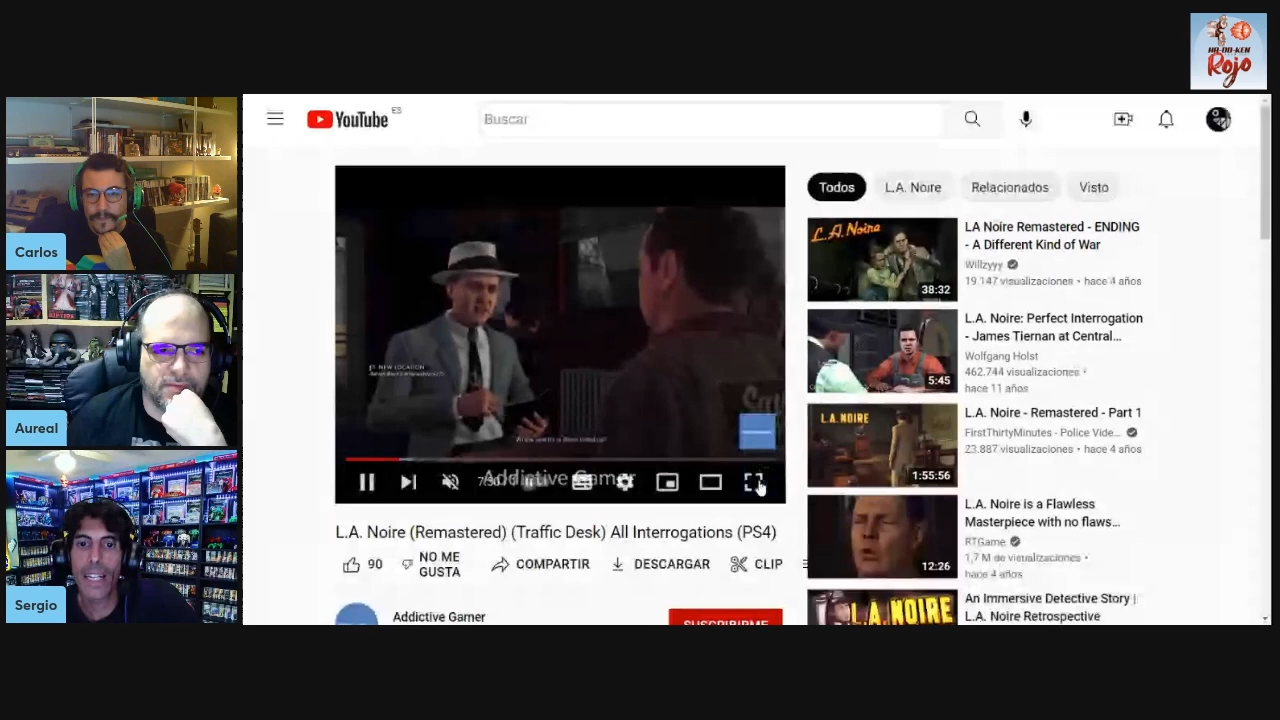 HA-DO-KEN
Rojo
Carlos
Aureal
Sergio
YouTube ES
Buscar
NEW LOCATION
Addictive Gamer
L.A. Noire (Remastered) (Traffic Desk) All Interrogations (PS4)
90
NO ME GUSTA
COMPARTIR
DESCARGAR
CLIP
Addictive Gamer
SUSCRIBIRME
Todos
L.A. Noire
Relacionados
Visto
L.A. Noire
38:32
LA Noire Remastered - ENDING
- A Different Kind of War
Willzyyy
19.147 visualizaciones • hace 4 años
5:45
L.A. Noire: Perfect Interrogation
- James Tiernan at Central...
Wolfgang Holst
462.744 visualizaciones •
hace 11 años
L.A.NOIRE
1:55:56
L.A. Noire - Remastered - Part 1
FirstThirtyMinutes - Police Vide...
23.887 visualizaciones • hace 4 años
12:26
L.A. Noire is a Flawless
Masterpiece with no flaws...
RTGame
1,7 M de visualizaciones •
hace 4 años
L.A.NOIRE
An Immersive Detective Story |
L.A. Noire Retrospective